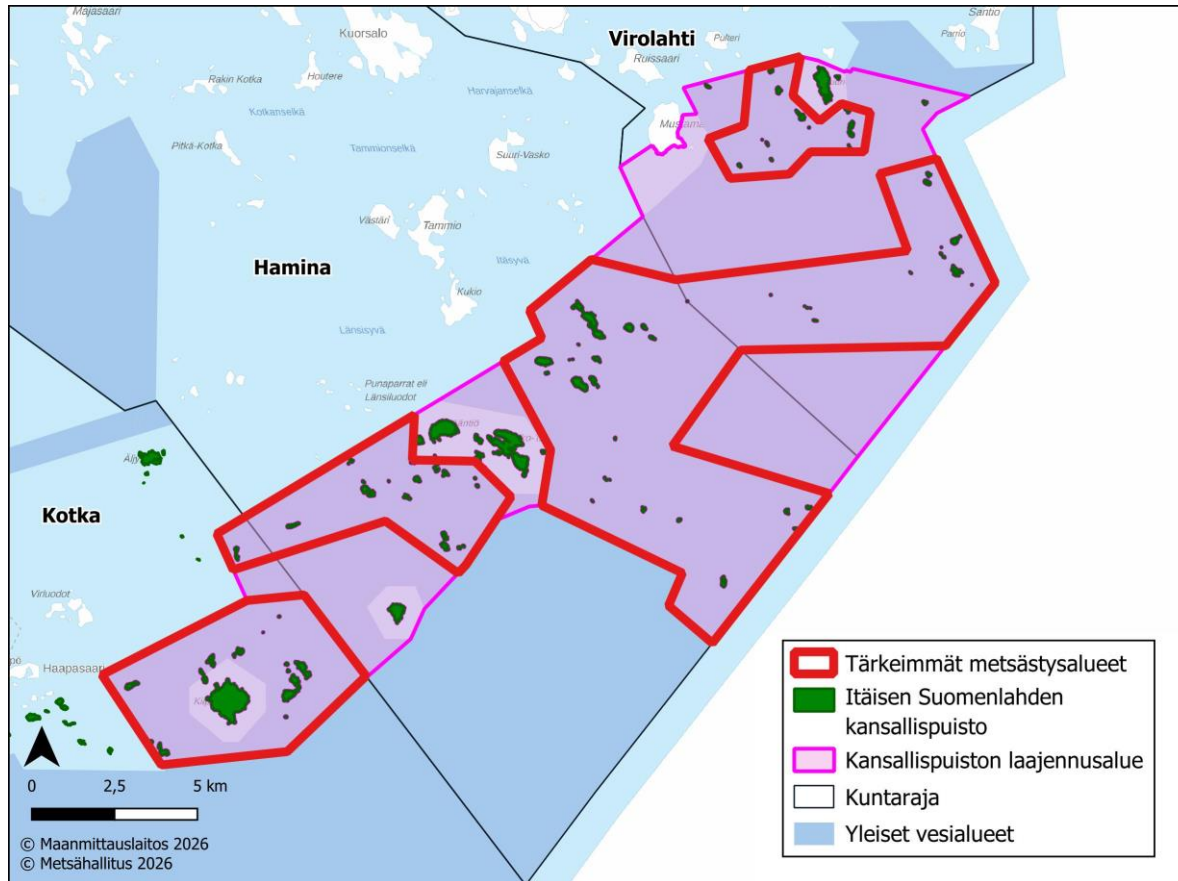 Majasaari
Kuorsalo
Virolahti
Pulteri
Santio
Parrio
Ruissaari
Rakin Kotka
Houtere
Harvajanselkä
Kotkanselkä
Pitkä-Kotka
Tammionselkä
Suuri-Vasko
Västäri
Tammio
Hamina
Itäsyvä
Kukio
Länsisyvä
Punaparrat eli
Länsiluodot
Kotka
Virluodot
Haapasaari
0 2,5 5 km
© Maanmittauslaitos 2026
© Metsähallitus 2026
Tärkeimmät metsästysalueet
Itäisen Suomenlahden
kansallispuisto
Kansallispuiston laajennusalue
Kuntaraja
Yleiset vesialueet